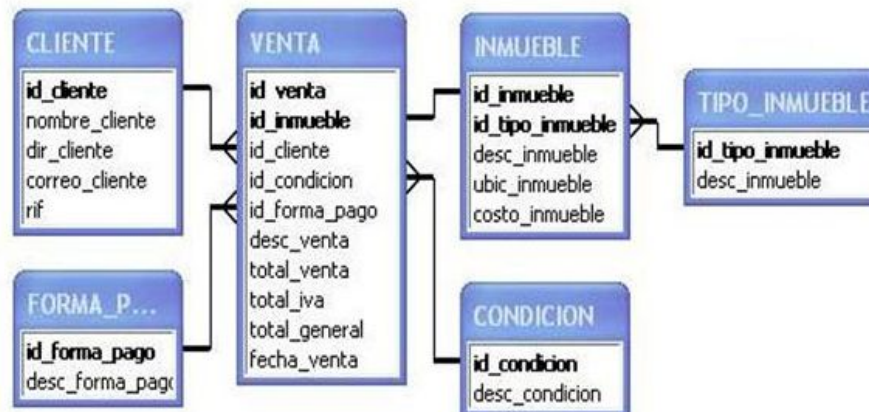 CLIENTE
id_cliente
nombre_cliente
dir_cliente
correo_cliente
rif
FORMA_P...
id_forma_pago
desc_forma_pago
VENTA
id_venta
id_inmueble
id_cliente
id_condicion
id_forma_pago
desc_venta
total_venta
total_iva
total_general
fecha_venta
INMUEBLE
id_inmueble
id_tipo_inmueble
desc_inmueble
ubic_inmueble
costo_inmueble
CONDICION
id_condicion
desc_condicion
TIPO_INMUEBLE
id_tipo_inmueble
desc_inmueble